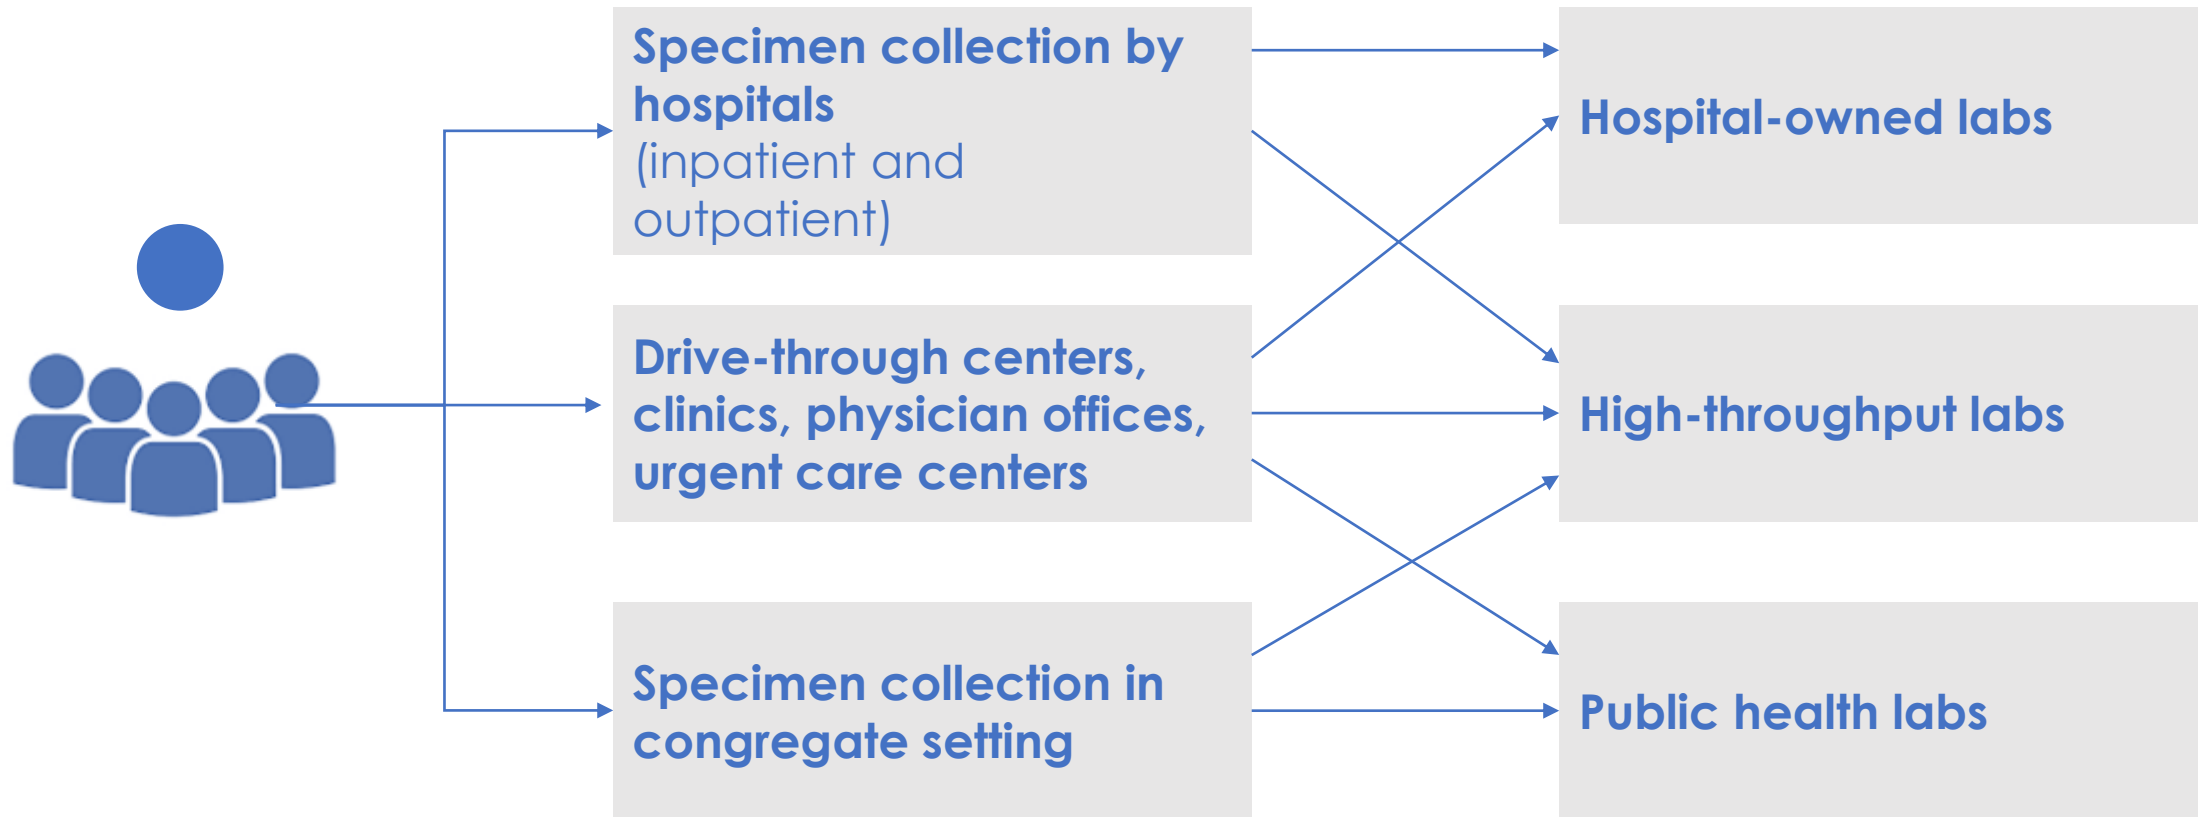 Specimen collection by
hospitals
(inpatient and
outpatient)
Drive-through centers,
clinics, physician offices,
urgent care centers
Specimen collection in
congregate setting
Hospital-owned labs
High-throughput labs
Public health labs